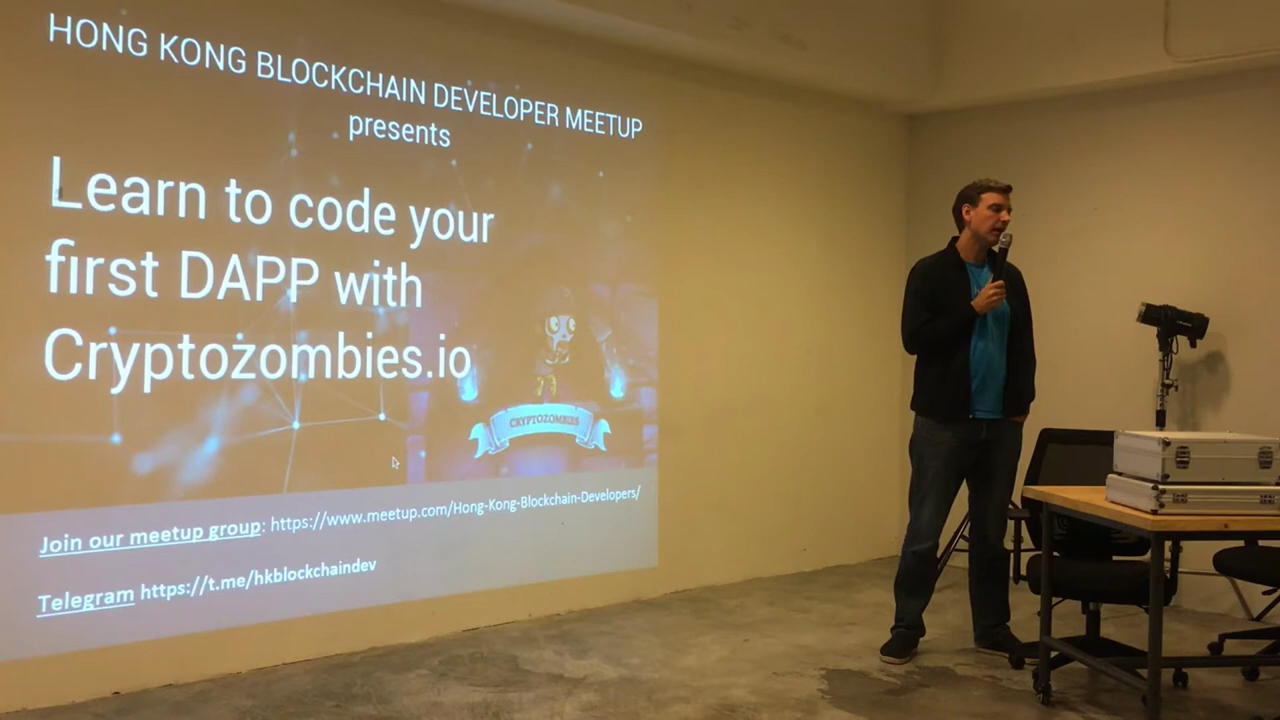 HONG KONG BLOCKCHAIN DEVELOPER MEETUP
presents
Learn to code your
first DAPP with
Cryptozombies.io
CRYPTOZOMBIES
Join our meetup group: https://www.meetup.com/Hong-Kong-Blockchain-Developers/
Telegram https://t.me/hkblockchaindev